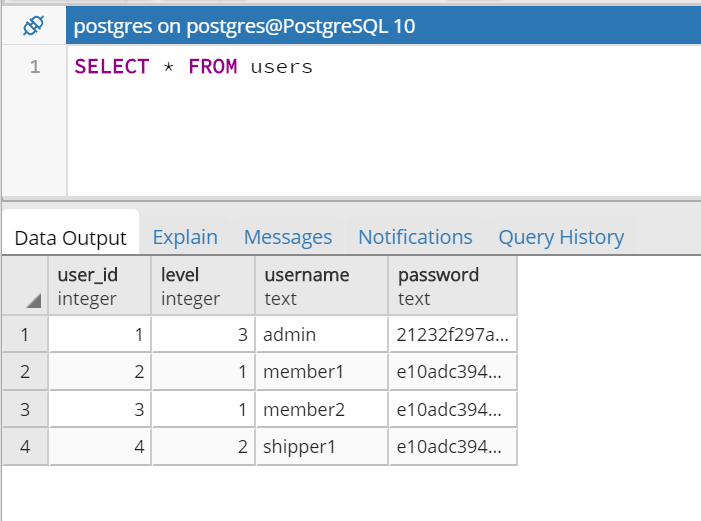 postgres on postgres@PostgreSQL 10
1 SELECT * FROM users
Data Output Explain Messages Notifications Query History
user_id level username password
integer integer text text
1 1 3 admin 21232f297a...
2 2 1 member1 e10adc394...
3 3 1 member2 e10adc394...
4 4 2 shipper1 e10adc394...